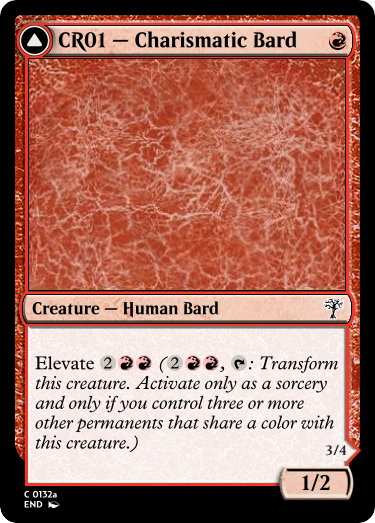 CR01 — Charismatic Bard
Creature — Human Bard
Elevate 2 (2, : Transform
this creature. Activate only as a sorcery
and only if you control three or more
other permanents that share a color with
this creature.)
3/4
1/2
C 0132a
END